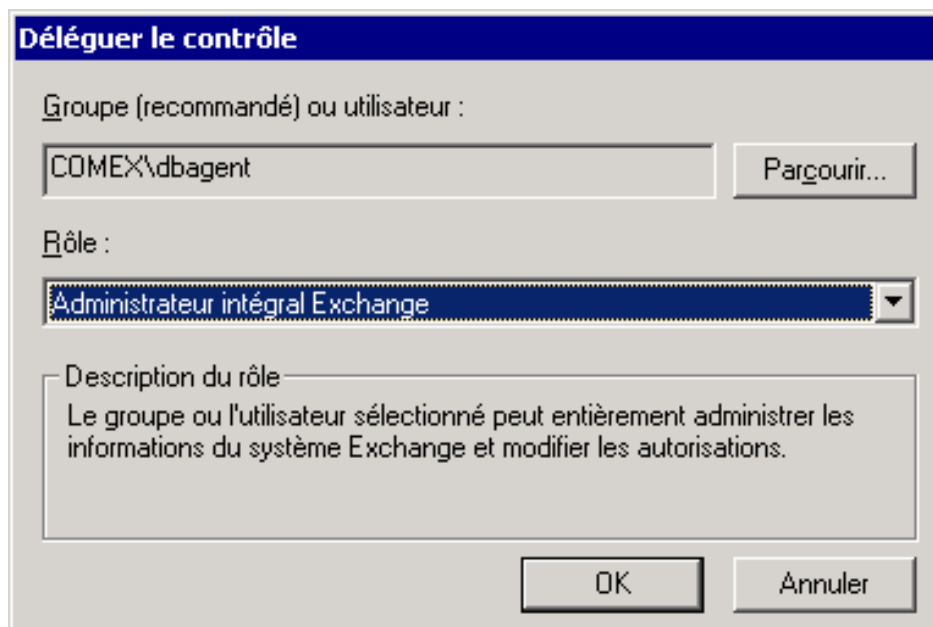 Déléguer le contrôle
Groupe (recommandé) ou utilisateur :
COMEX\dbagent
Parcourir...
Rôle :
Administrateur intégral Exchange
Description du rôle
Le groupe ou l'utilisateur sélectionné peut entièrement administrer les
informations du système Exchange et modifier les autorisations.
OK
Annuler